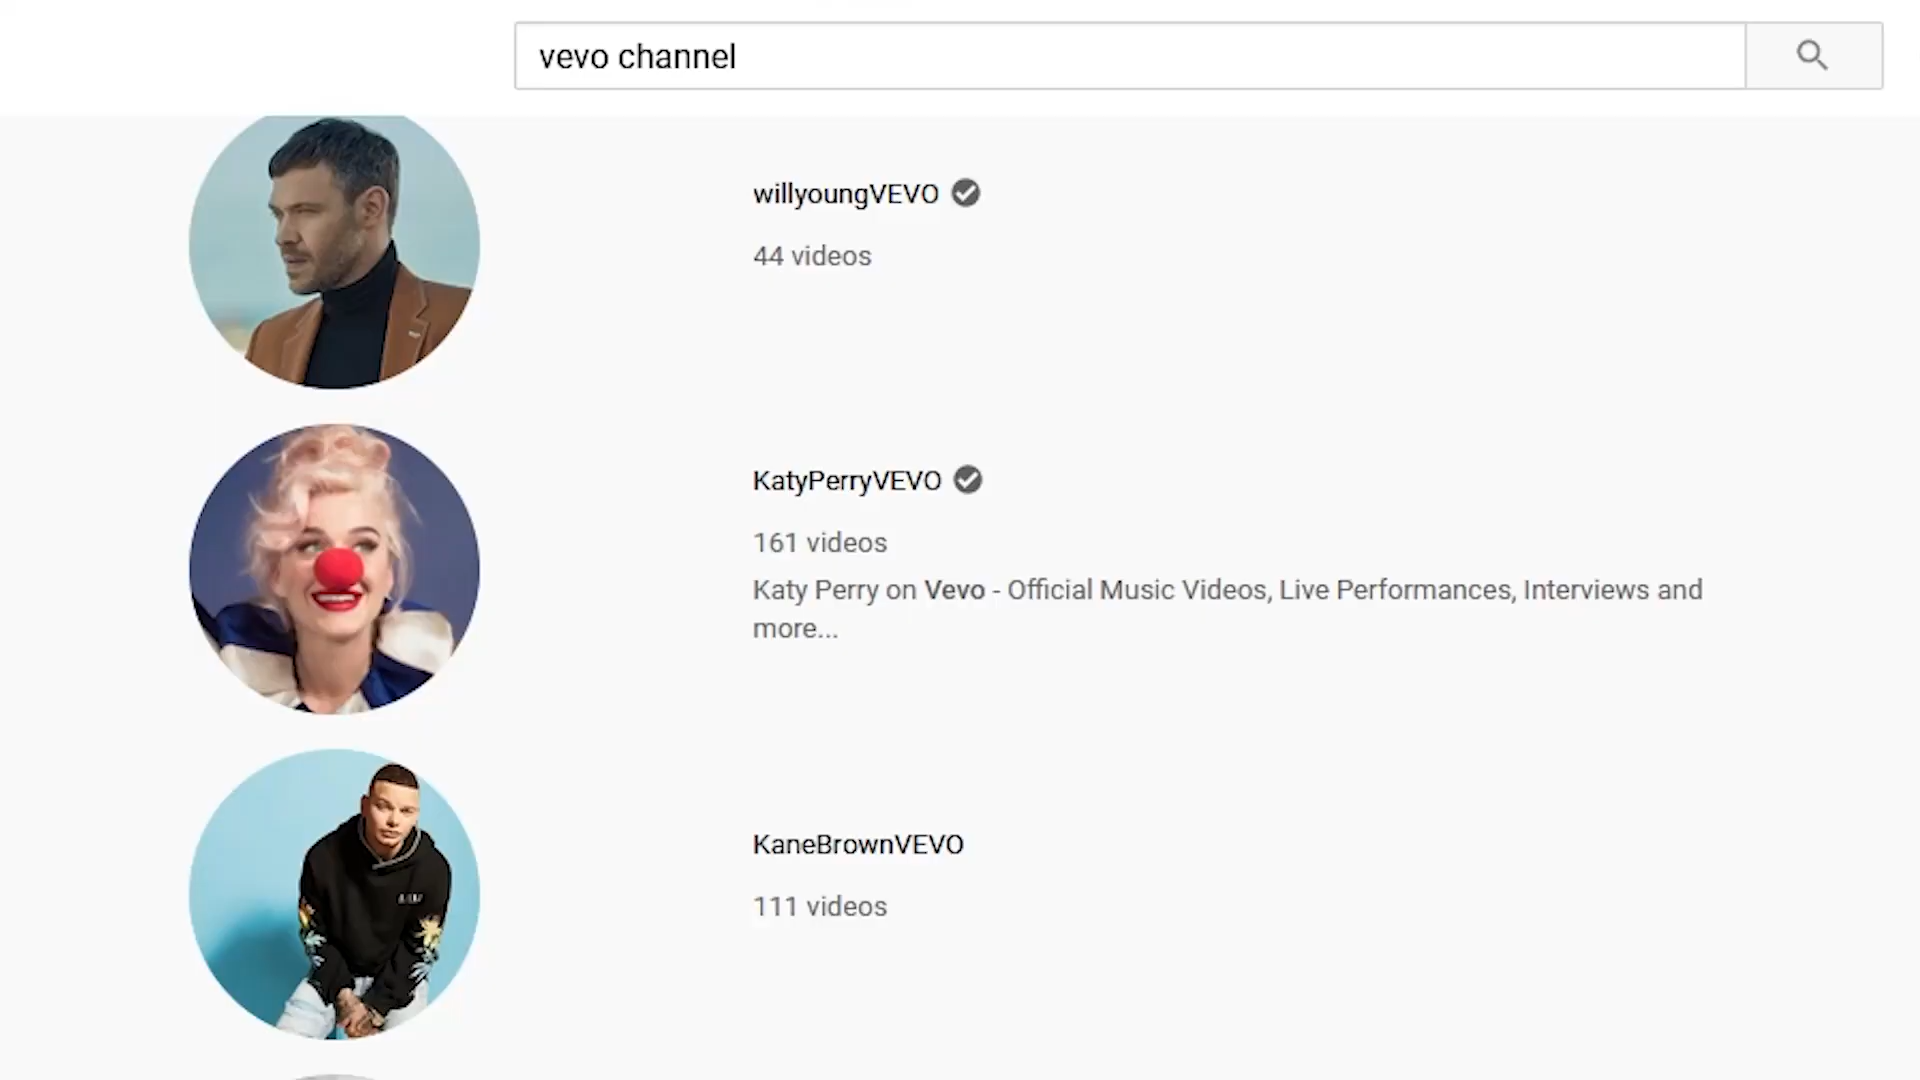 vevo channel
willyoungVEVO
44 videos
KatyPerryVEVO
161 videos
Katy Perry on Vevo - Official Music Videos, Live Performances, Interviews and
more...
KaneBrownVEVO
111 videos